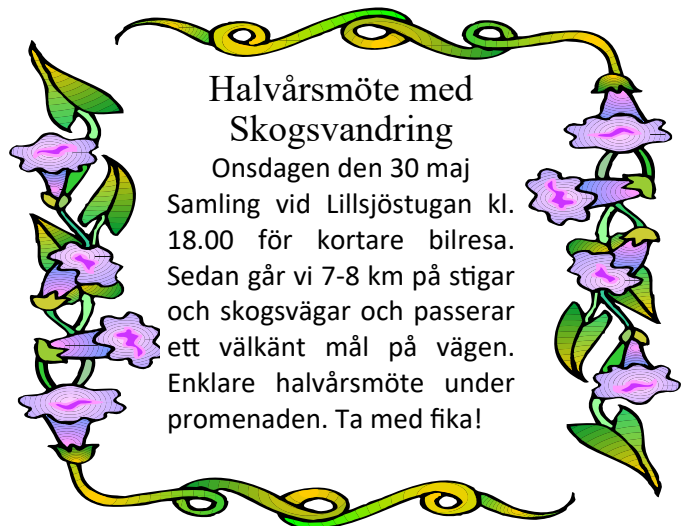 Halvårsmöte med
Skogsvandring
Onsdagen den 30 maj
Samling vid Lillsjöstugan kl.
18.00 för kortare bilresa.
Sedan går vi 7-8 km på stigar
och skogsvägar och passerar
ett välkänt mål på vägen.
Enklare halvårsmöte under
promenaden. Ta med fika!